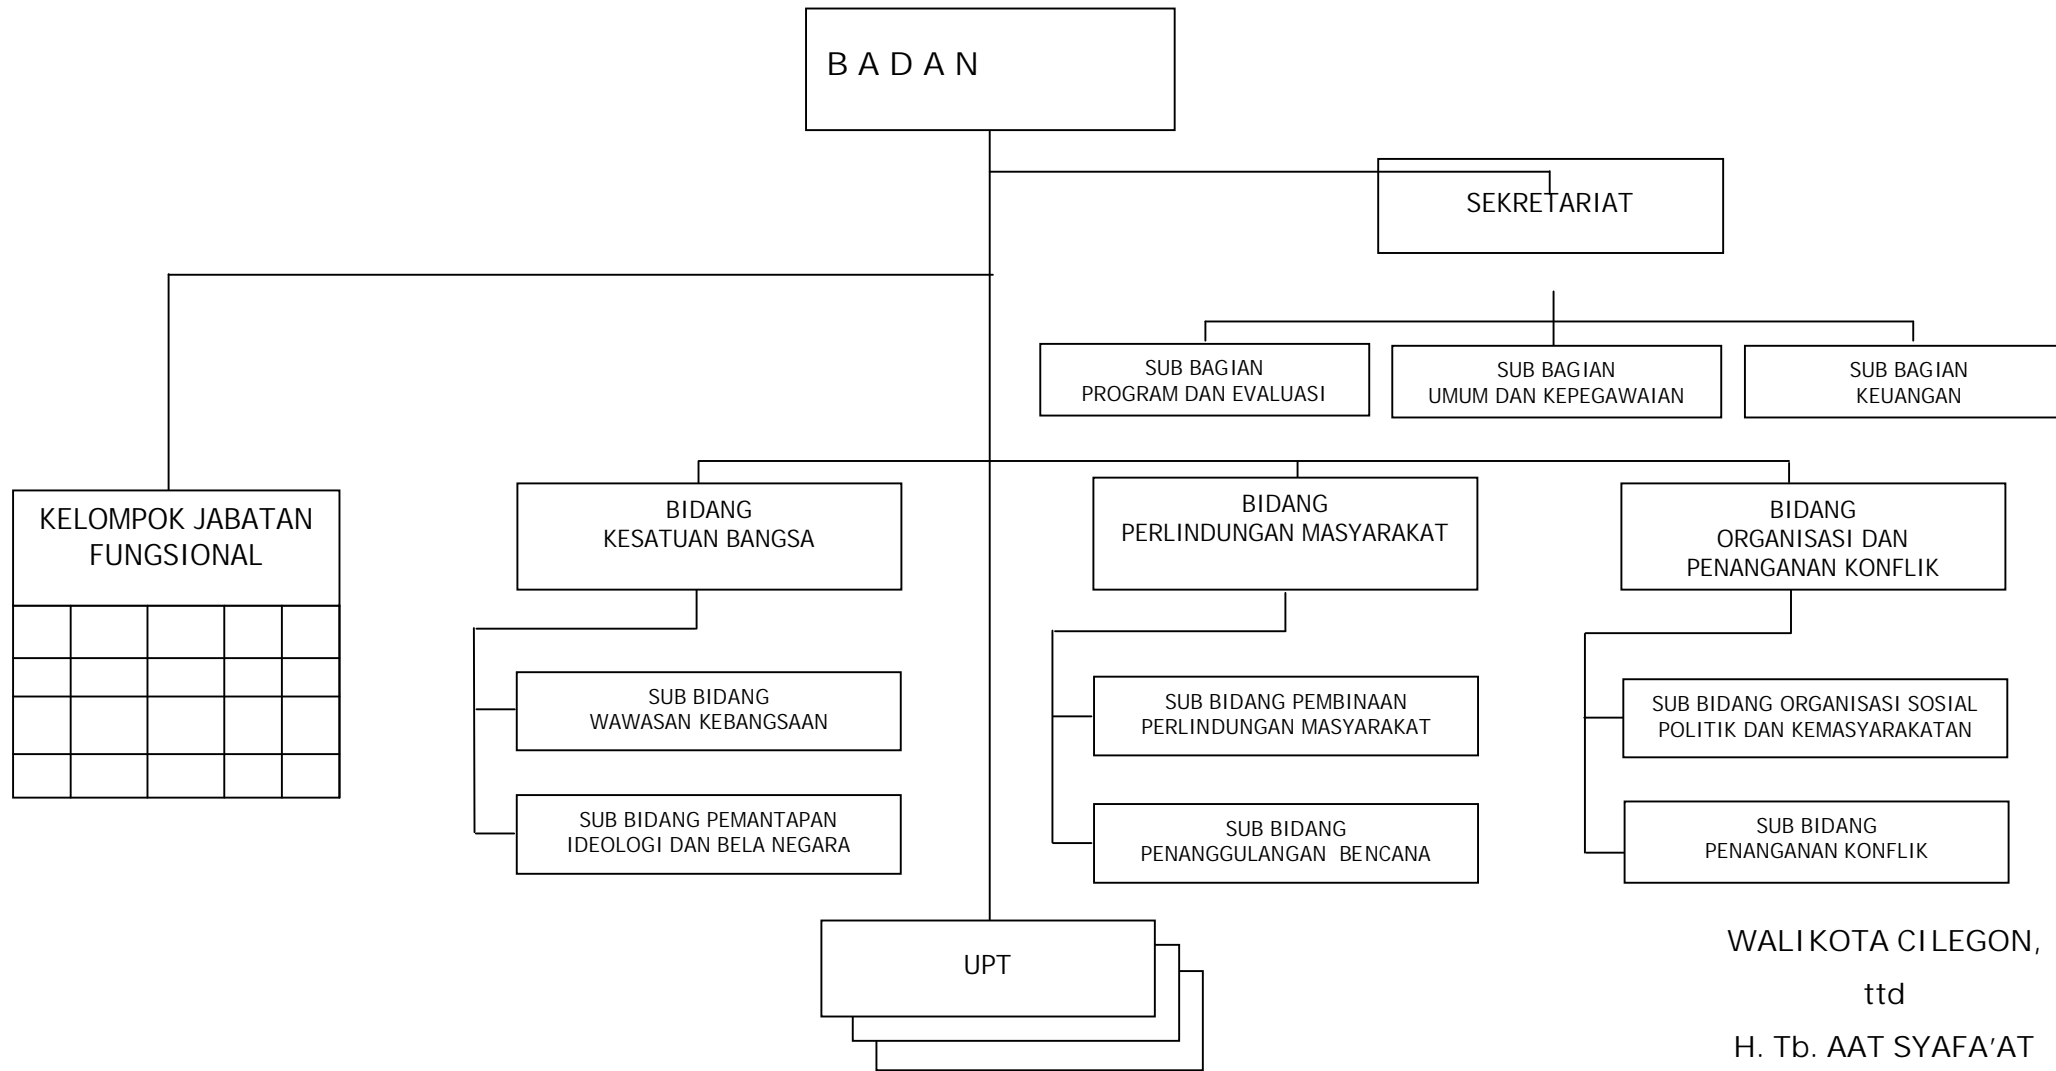 BADAN
SEKRETARIAT
SUB BAGIAN
PROGRAM DAN EVALUASI
SUB BAGIAN
UMUM DAN KEPEGAWAIAN
SUB BAGIAN
KEUANGAN
KELOMPOK JABATAN
FUNGSIONAL
BIDANG
KESATUAN BANGSA
BIDANG
PERLINDUNGAN MASYARAKAT
BIDANG
ORGANISASI DAN
PENANGANAN KONFLIK
SUB BIDANG
WAWASAN KEBANGSAAN
SUB BIDANG PEMBINAAN
PERLINDUNGAN MASYARAKAT
SUB BIDANG ORGANISASI SOSIAL
POLITIK DAN KEMASYARAKATAN
SUB BIDANG PEMANTAPAN
IDEOLOGI DAN BELA NEGARA
SUB BIDANG
PENANGGULANGAN BENCANA
SUB BIDANG
PENANGANAN KONFLIK
UPT
WALIKOTA CILEGON,
ttd
H. Tb. AAT SYAFA'AT